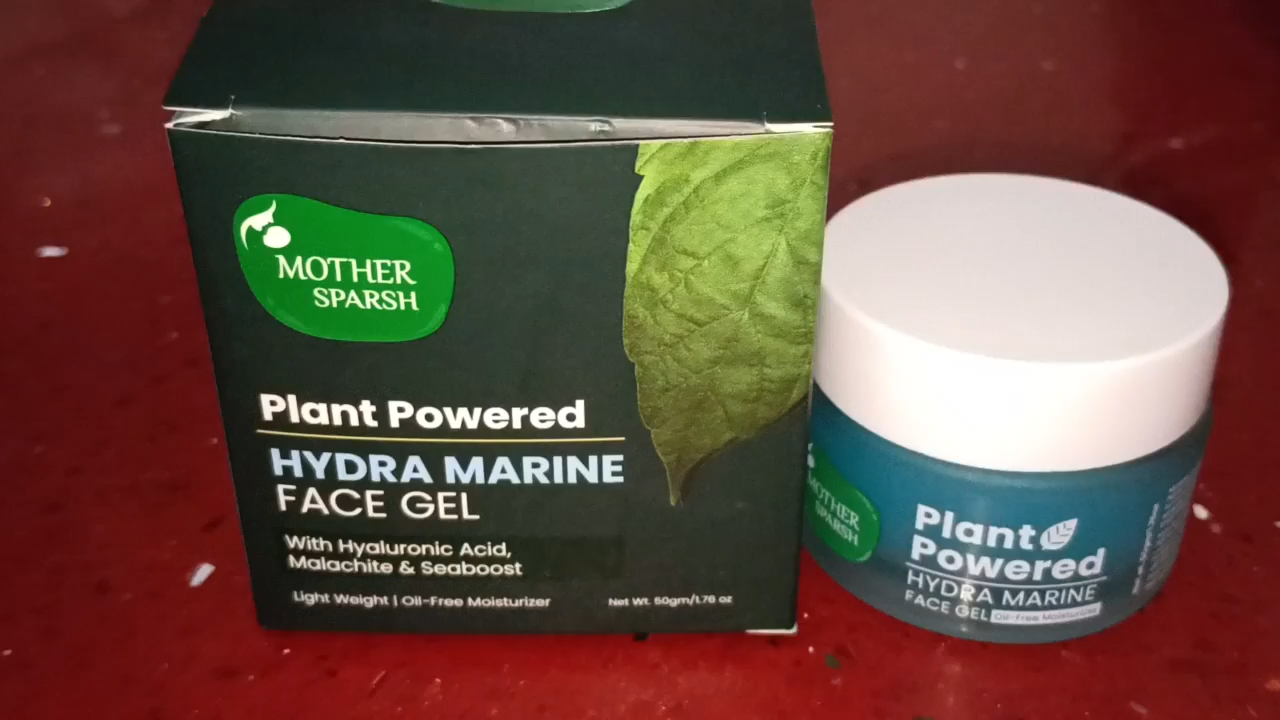 MOTHER
SPARSH
Plant Powered
HYDRA MARINE
FACE GEL
With Hyaluronic Acid,
Malachite & Seaboost
Light Weight | Oil-Free Moisturizer
Net Wt. 50gm/1.76 oz
MOTHER
SPARSH
Plant
Powered
HYDRA MARINE
FACE GEL Oil-Free Moisturizer